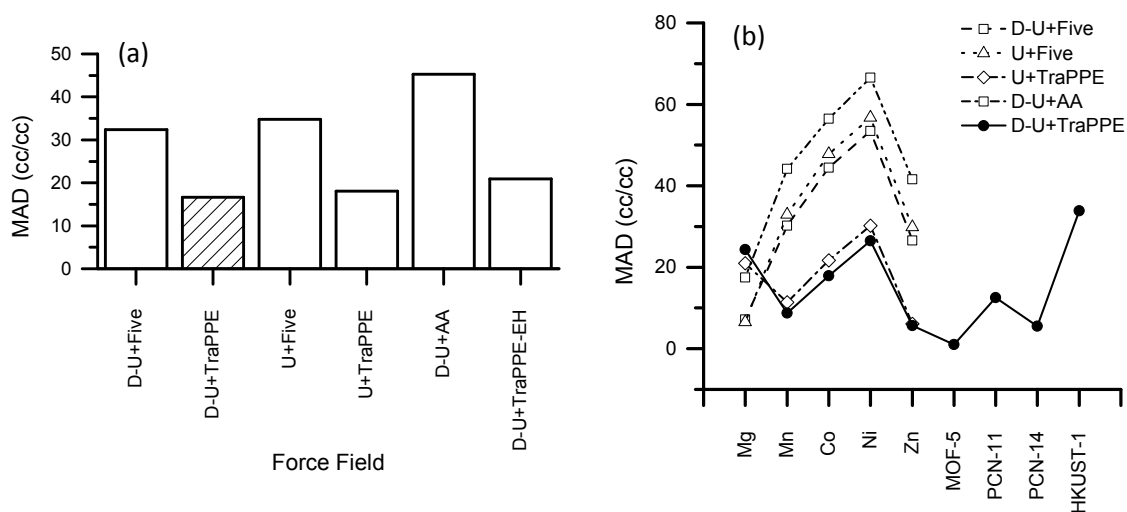 (a)
50
40
30
20
10
0
MAD (cc/cc)
D-U+Five
D-U+TraPPE
U+Five
U+TraPPE
D-U+AA
D-U+TraPPE-EH
Force Field
(b)
80
60
40
20
0
MAD (cc/cc)
D-U+Five
U+Five
U+TraPPE
D-U+AA
D-U+TraPPE
Mg
Mn
Co
Ni
Zn
MOF-5
PCN-11
PCN-14
HKUST-1